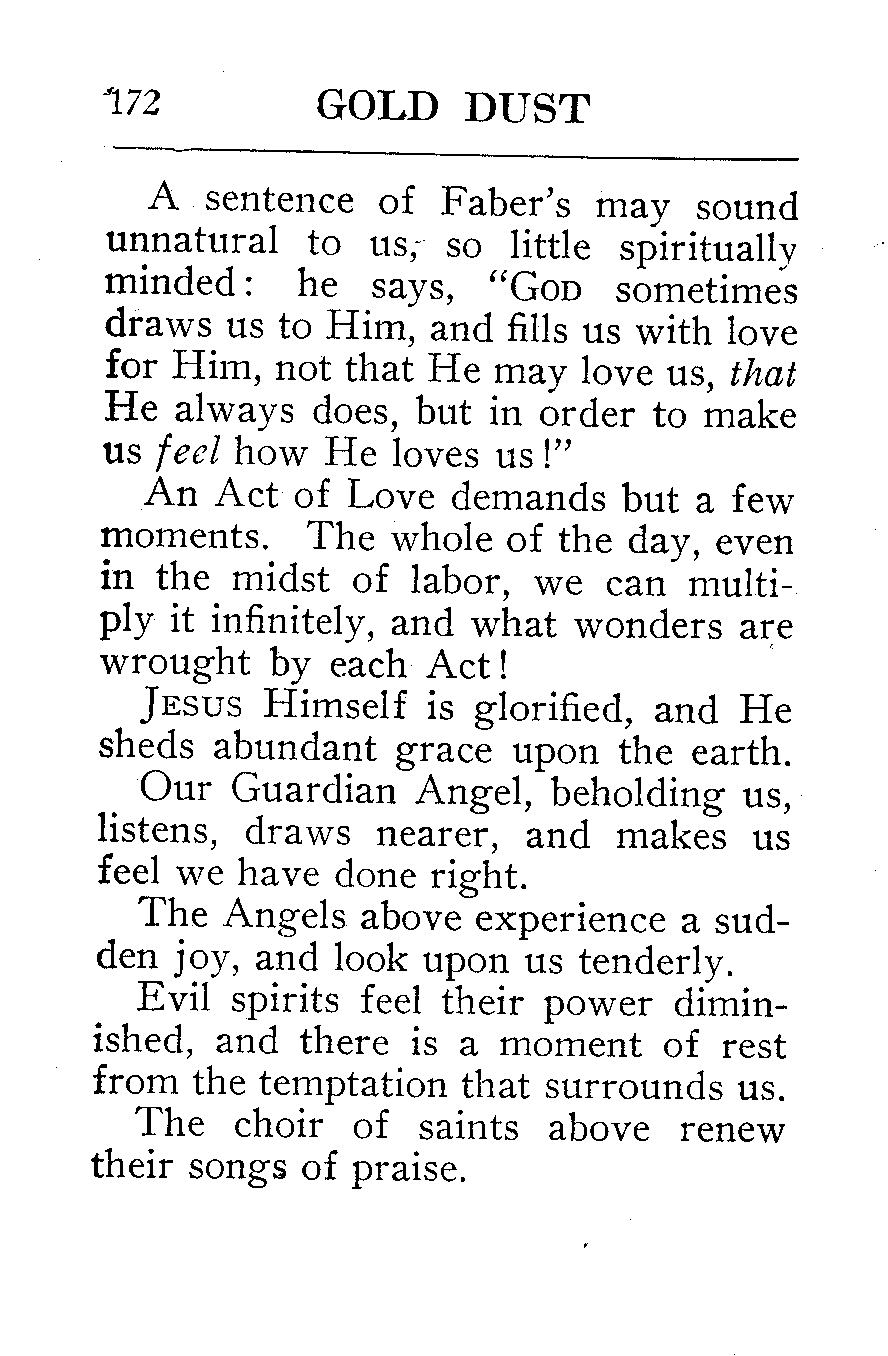 172 GOLD DUST
A sentence of Faber's may sound
unnatural to us, so little spiritually
minded: he says, "GOD sometimes
draws us to Him, and fills us with love
for Him, not that He may love us, that
He always does, but in order to make
us feel how He loves us!"
An Act of Love demands but a few
moments. The whole of the day, even
in the midst of labor, we can multi-
ply it infinitely, and what wonders are
wrought by each Act!
JESUS Himself is glorified, and He
sheds abundant grace upon the earth.
Our Guardian Angel, beholding us,
listens, draws nearer, and makes us
feel we have done right.
The Angels above experience a sud-
den joy, and look upon us tenderly.
Evil spirits feel their power dimin-
ished, and there is a moment of rest
from the temptation that surrounds us.
The choir of saints above renew
their songs of praise.